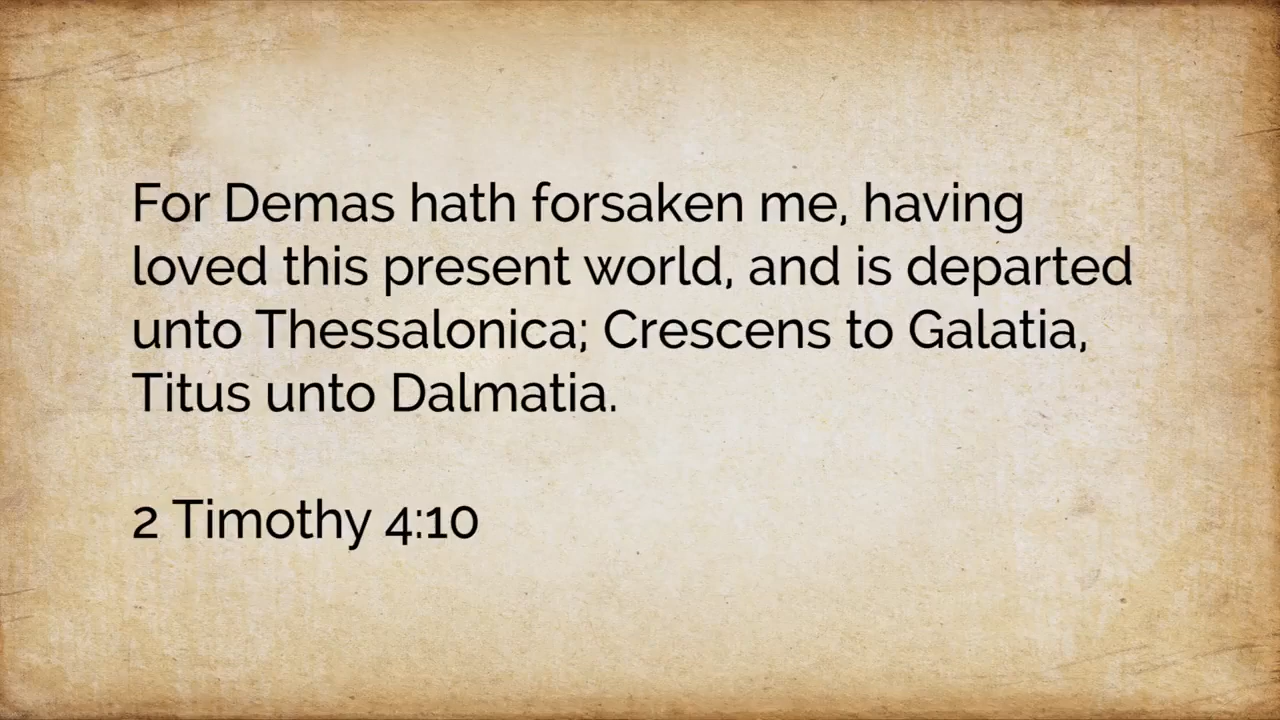 For Demas hath forsaken me, having
loved this present world, and is departed
unto Thessalonica; Crescens to Galatia,
Titus unto Dalmatia.
2 Timothy 4:10